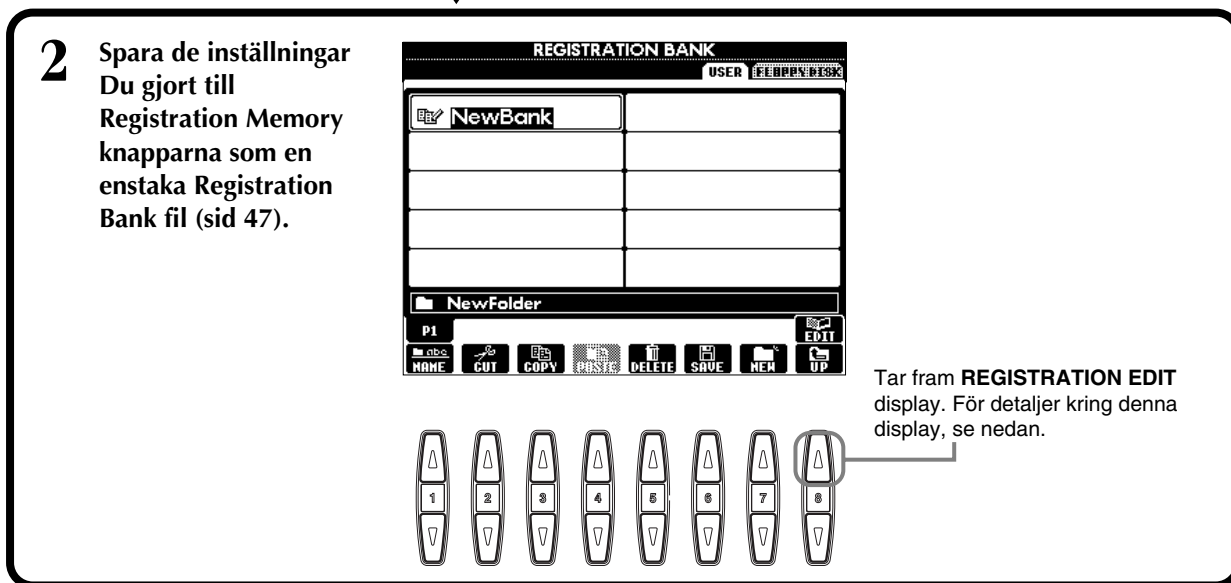 2
Spara de inställningar
Du gjort till
Registration Memory
knapparna som en
enstaka Registration
Bank fil (sid 47).
REGISTRATION BANK
USER FLOPPY DISK
NewBank
NewFolder
P1
EDIT
abc
NAME CUT COPY PASTE DELETE SAVE NEW UP
Tar fram REGISTRATION EDIT
display. För detaljer kring denna
display, se nedan.
1 2 3 4 5 6 7 8